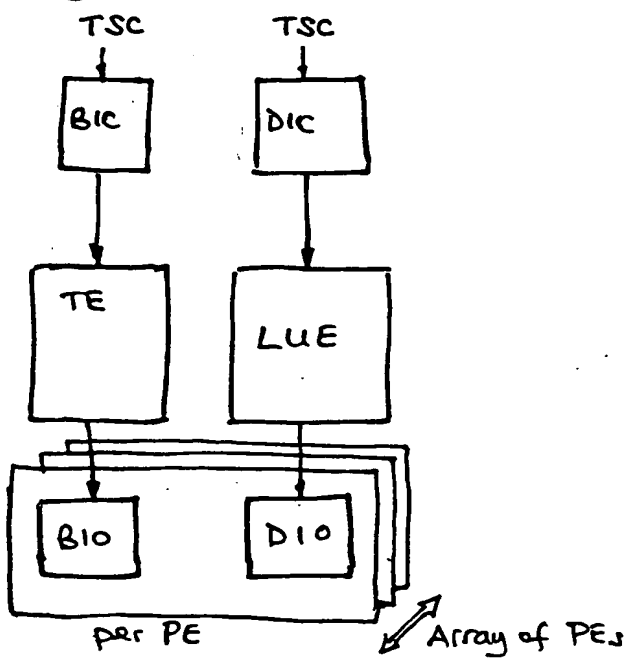 TSC TSC
BIC DIC
TE LUE
BIO DIO
per PE
Array of PEs